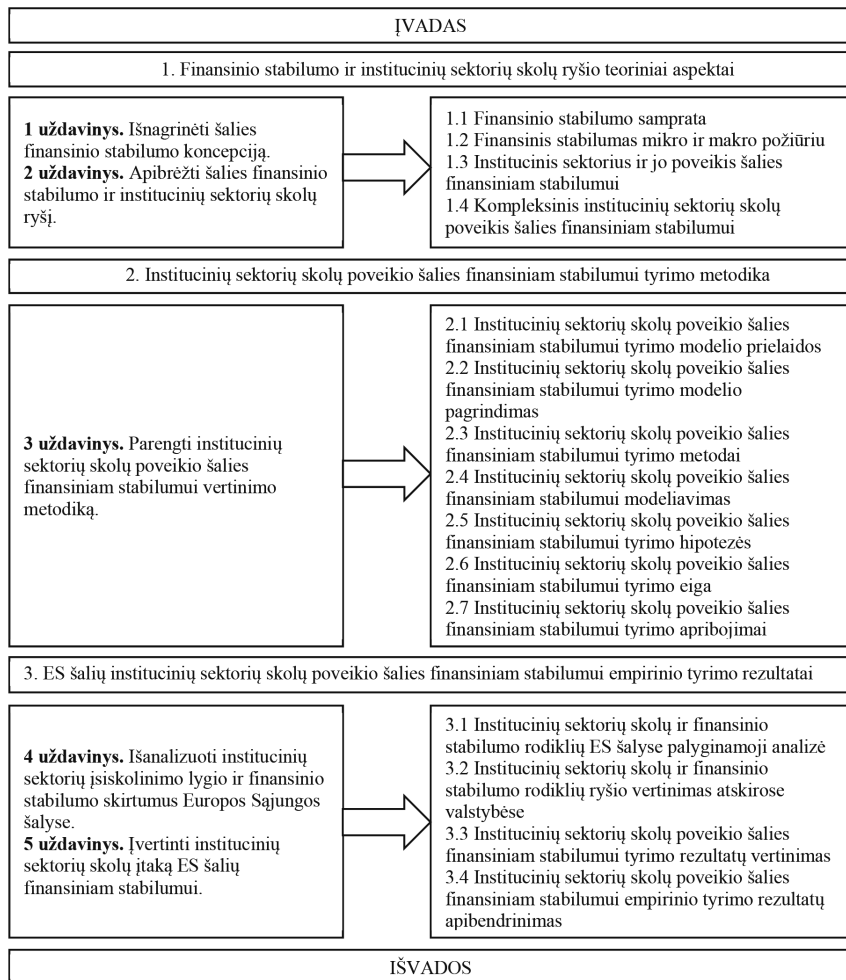 ĮVADAS
1. Finansinio stabilumo ir institucinių sektorių skolų ryšio teoriniai aspektai
1 uždavinys. Išnagrinėti šalies
finansinio stabilumo koncepciją.
2 uždavinys. Apibrėžti šalies finansinio
stabilumo ir institucinių sektorių skolų
ryšį.
1.1 Finansinio stabilumo samprata
1.2 Finansinis stabilumas mikro ir makro požiūriu
1.3 Institucinis sektorius ir jo poveikis šalies
finansiniam stabilumui
1.4 Kompleksinis institucinių sektorių skolų
poveikis šalies finansiniam stabilumui
2. Institucinių sektorių skolų poveikio šalies finansiniam stabilumui tyrimo metodika
3 uždavinys. Parengti institucinių
sektorių skolų poveikio šalies
finansiniam stabilumui vertinimo
metodiką.
2.1 Institucinių sektorių skolų poveikio šalies
finansiniam stabilumui tyrimo modelio prielaidos
2.2 Institucinių sektorių skolų poveikio šalies
finansiniam stabilumui tyrimo modelio
pagrindimas
2.3 Institucinių sektorių skolų poveikio šalies
finansiniam stabilumui tyrimo metodai
2.4 Institucinių sektorių skolų poveikio šalies
finansiniam stabilumui modeliavimas
2.5 Institucinių sektorių skolų poveikio šalies
finansiniam stabilumui tyrimo hipotezės
2.6 Institucinių sektorių skolų poveikio šalies
finansiniam stabilumui tyrimo eiga
2.7 Institucinių sektorių skolų poveikio šalies
finansiniam stabilumui tyrimo apribojimai
3. ES šalių institucinių sektorių skolų poveikio šalies finansiniam stabilumui empirinio tyrimo rezultatai
4 uždavinys. Išanalizuoti institucinių
sektorių įsiskolinimo lygio ir finansinio
stabilumo skirtumus Europos Sąjungos
šalyse.
5 uždavinys. Įvertinti institucinių
sektorių skolų įtaką ES šalių
finansiniam stabilumui.
3.1 Institucinių sektorių skolų ir finansinio
stabilumo rodiklių ES šalyse palyginamoji analizė
3.2 Institucinių sektorių skolų ir finansinio
stabilumo rodiklių ryšio vertinimas atskirose
valstybėse
3.3 Institucinių sektorių skolų poveikio šalies
finansiniam stabilumui tyrimo rezultatų vertinimas
3.4 Institucinių sektorių skolų poveikio šalies
finansiniam stabilumui empirinio tyrimo rezultatų
apibendrinimas
IŠVADOS